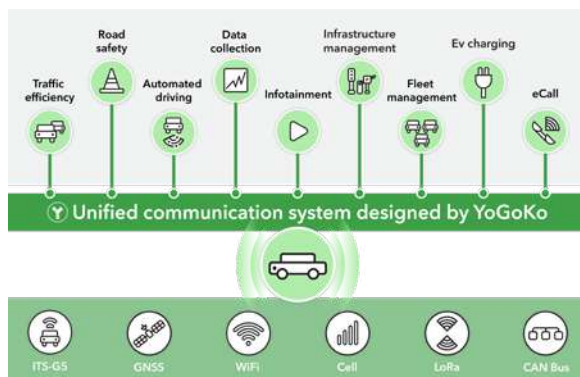 Traffic
efficiency
Road
safety
Automated
driving
Data
collection
Infotainment
Infrastructure
management
Fleet
management
Ev charging
eCall
Y Unified communication system designed by YoGoKo
ITS-G5
GNSS
WiFi
Cell
LoRa
CAN Bus